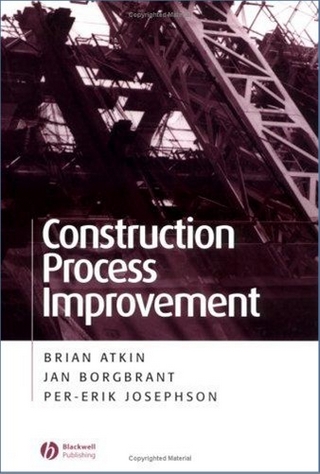 Copyrighted Material
Construction
Process
Improvement
BRIAN ATKIN
JAN BORGBRANT
PER-ERIK JOSEPHSON
Blackwell
Publishing
Copyrighted Material